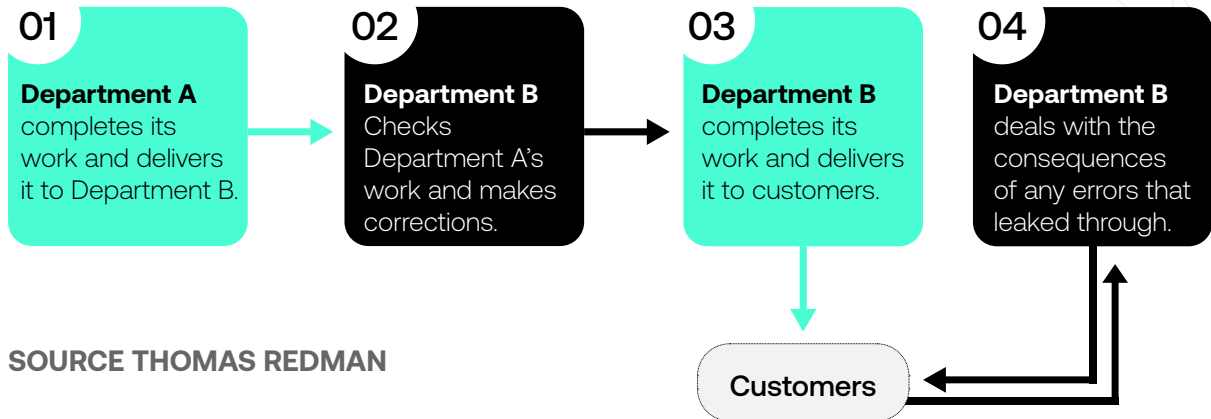 01
Department A
completes its
work and delivers
it to Department B.
02
Department B
Checks
Department A’s
work and makes
corrections.
03
Department B
completes its
work and delivers
it to customers.
04
Department B
deals with the
consequences
of any errors that
leaked through.
Customers
SOURCE THOMAS REDMAN